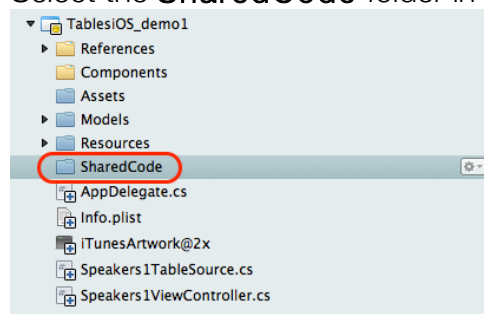 Select the SharedCode folder in
TablesiOS_demo1
References
Components
Assets
Models
Resources
SharedCode
AppDelegate.cs
Info.plist
iTunesArtwork@2x
Speakers1TableSource.cs
Speakers1ViewController.cs